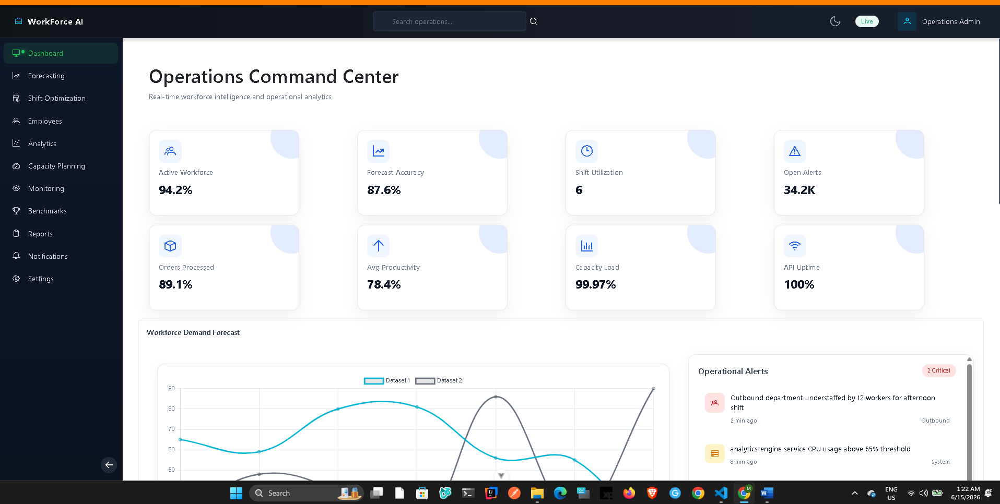 WorkForce AI
Search operations...
Live
Operations Admin
Dashboard
Forecasting
Shift Optimization
Employees
Analytics
Capacity Planning
Monitoring
Benchmarks
Reports
Notifications
Settings
Operations Command Center
Real-time workforce intelligence and operational analytics
Active Workforce
94.2%
Forecast Accuracy
87.6%
Shift Utilization
6
Open Alerts
34.2K
Orders Processed
89.1%
Avg Productivity
78.4%
Capacity Load
99.97%
API Uptime
100%
Workforce Demand Forecast
Dataset 1 Dataset 2
90
80
70
60
50
Operational Alerts
2 Critical
Outbound department understaffed by 12 workers for afternoon
shift
2 min ago Outbound
analytics-engine service CPU usage above 65% threshold
8 min ago System
Search
ENG
US
1:22 AM
6/15/2026